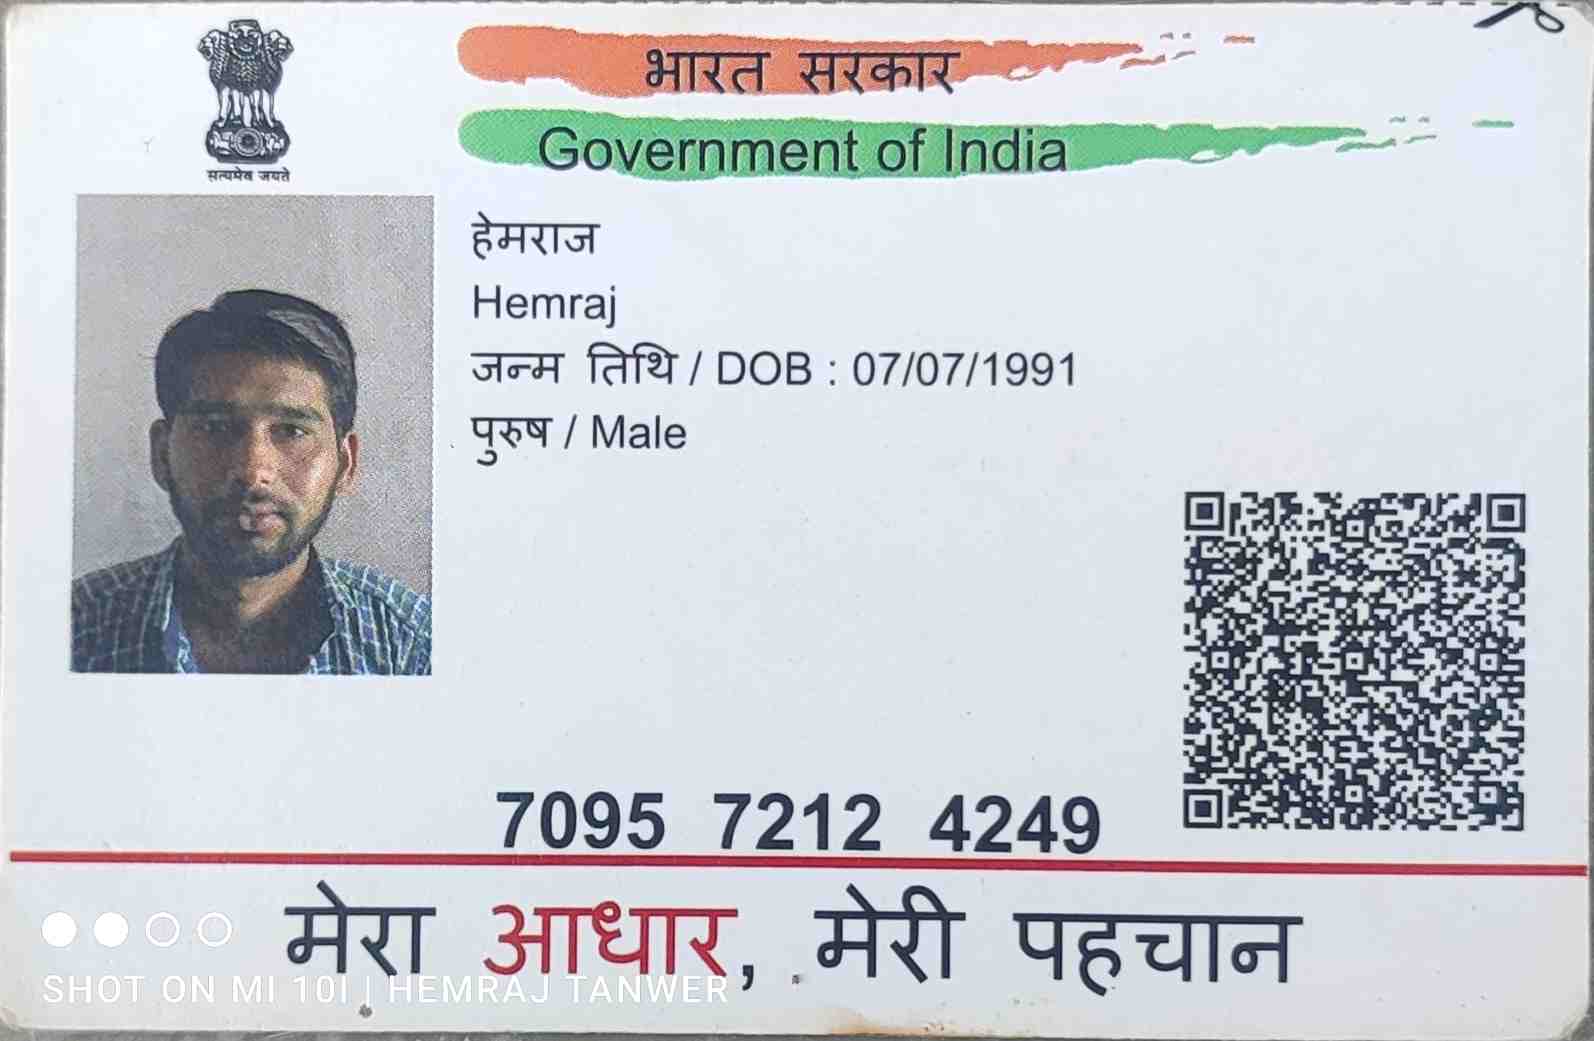 भारत सरकार
Government of India
सत्यमेव जयते
हेमराज
Hemraj
जन्म तिथि / DOB : 07/07/1991
पुरुष / Male
7095 7212 4249
मेरा आधार, मेरी पहचान
SHOT ON MI 10I | HEMRAJ TANWER